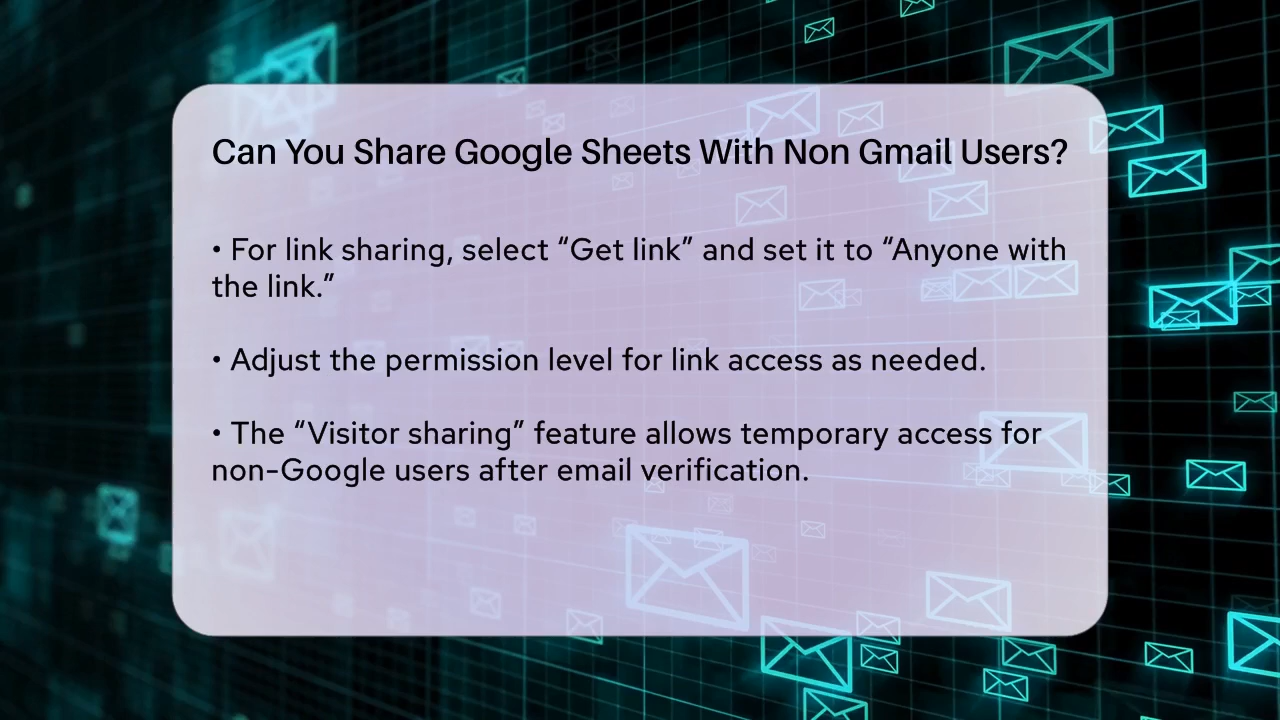 Can You Share Google Sheets With Non Gmail Users?
• For link sharing, select “Get link” and set it to “Anyone with
the link.”
• Adjust the permission level for link access as needed.
• The “Visitor sharing” feature allows temporary access for
non-Google users after email verification.